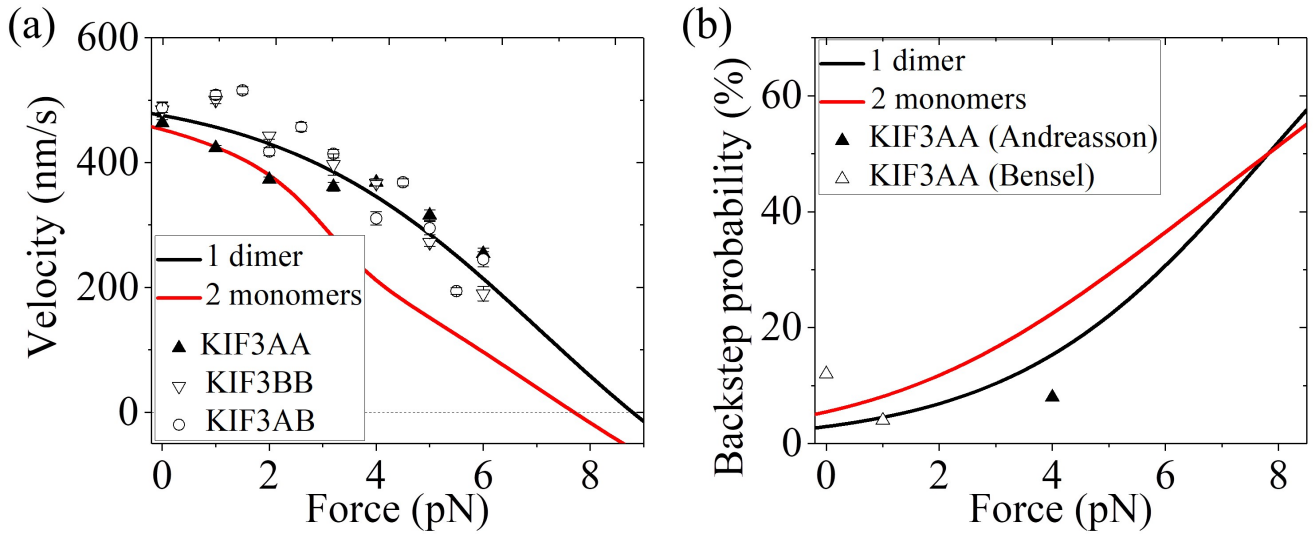 (a)
600
400
200
0
Velocity (nm/s)
1 dimer
2 monomers
KIF3AA
KIF3BB
KIF3AB
0 2 4 6 8
Force (pN)
(b)
60
40
20
0
Backstep probability (%)
1 dimer
2 monomers
KIF3AA (Andreasson)
KIF3AA (Bensel)
0 2 4 6 8
Force (pN)